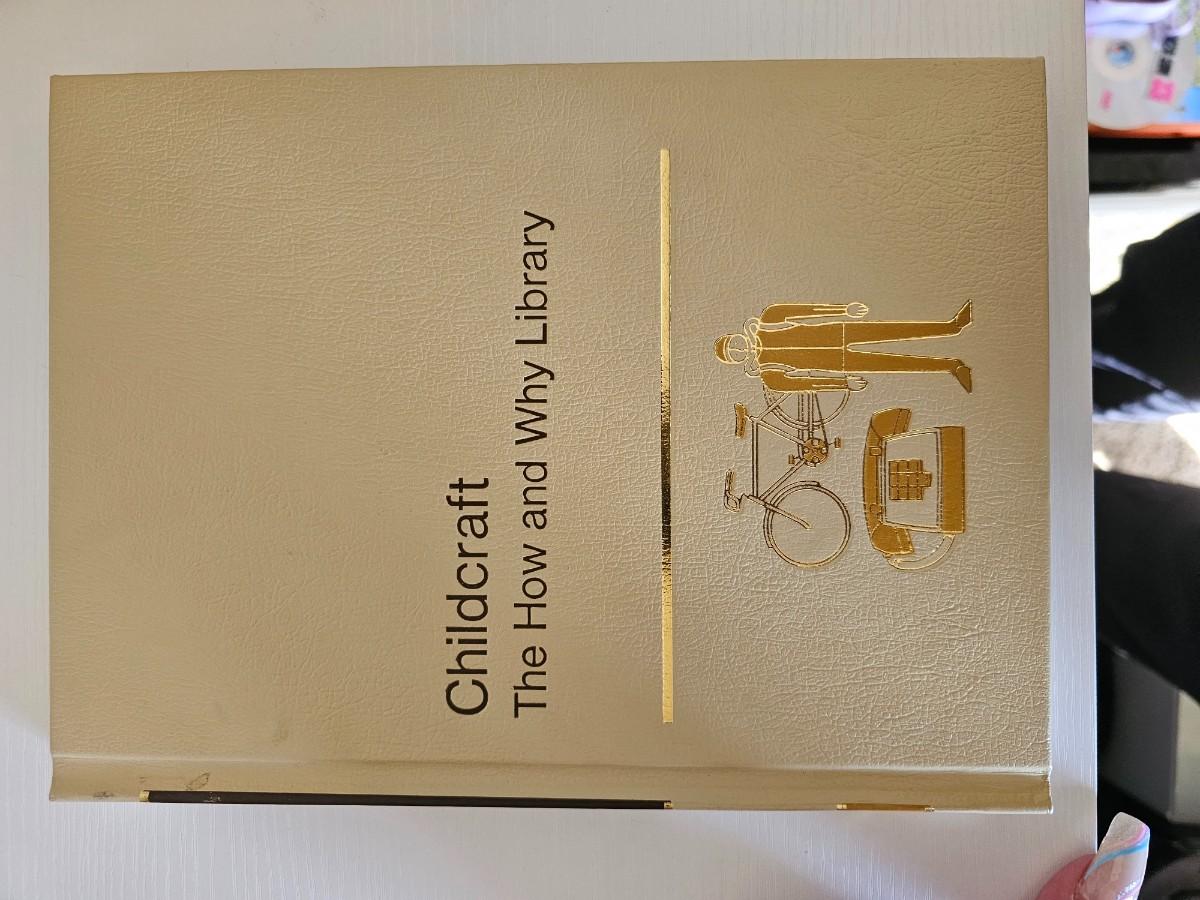 Childcraft
The How and Why Library